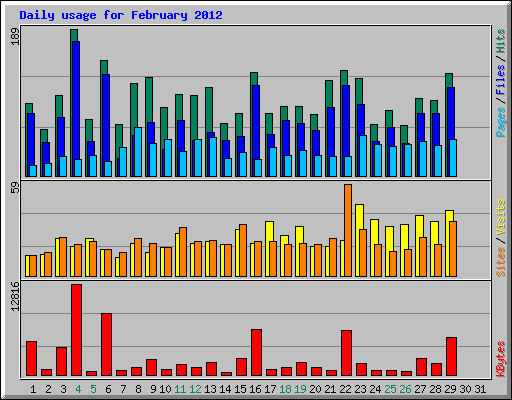 Daily usage for February 2012
189
Pages / Files / Hits
59
Sites / Visits
12816
KBytes
1 2 3 4 5 6 7 8 9 10 11 12 13 14 15 16 17 18 19 20 21 22 23 24 25 26 27 28 29 30 31